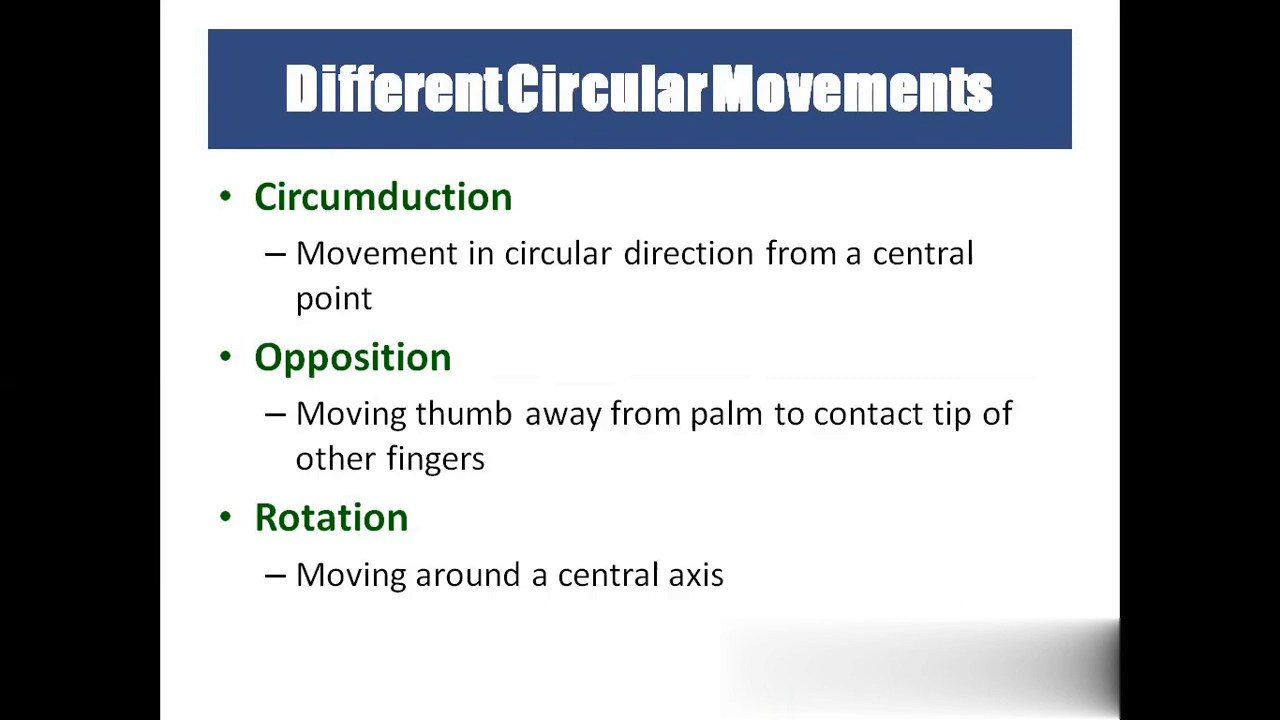 Different Circular Movements
• Circumduction
– Movement in circular direction from a central
point
• Opposition
– Moving thumb away from palm to contact tip of
other fingers
• Rotation
– Moving around a central axis